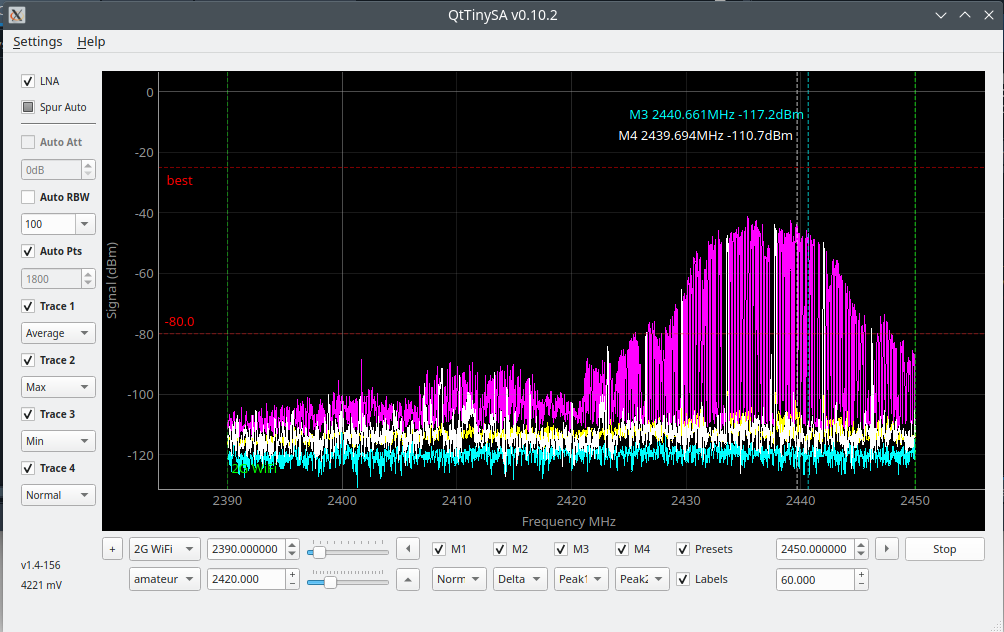 QtTinySA v0.10.2
Settings Help
LNA
Spur Auto
Auto Att
0dB
Auto RBW
100
Auto Pts
1800
Trace 1
Average
Trace 2
Max
Trace 3
Min
Trace 4
Normal
v1.4-156
4221 mV
0
-20
-40
-60
-80
-100
-120
Signal (dBm)
M3 2440.661MHz -117.2dBm
M4 2439.694MHz -110.7dBm
best
-80.0
2G WiFi
2390 2400 2410 2420 2430 2440 2450
Frequency MHz
+ 2G WiFi 2390.000000 M1 M2 M3 M4 Presets 2450.000000 Stop
amateur 2420.000 Norm Delta Peak1 Peak2 Labels 60.000